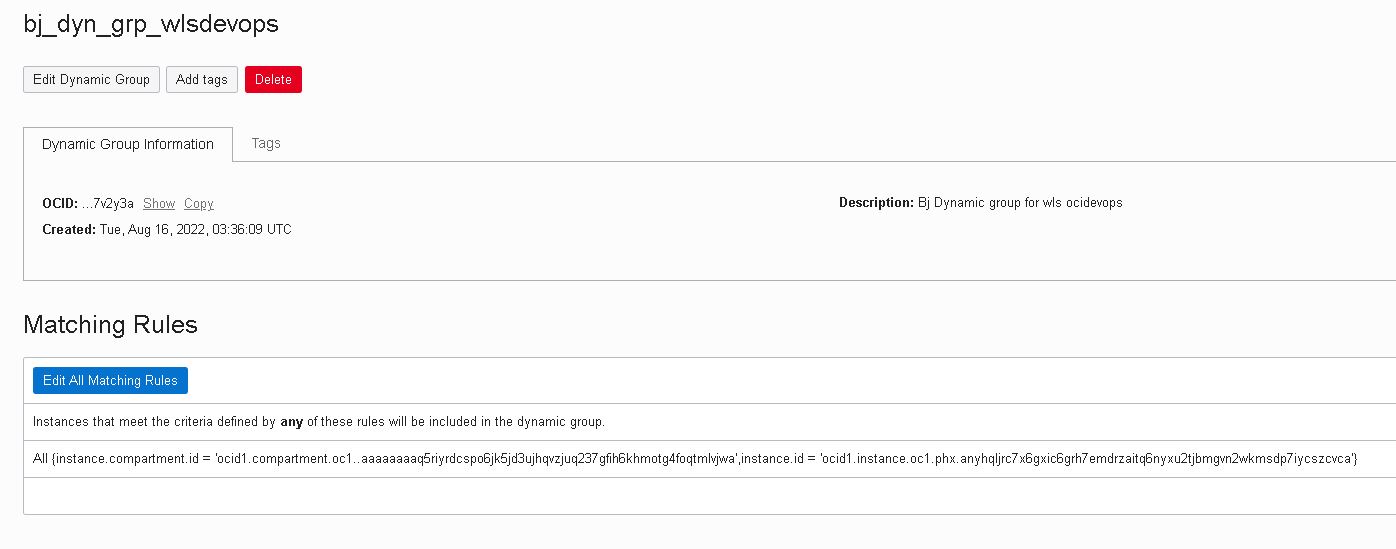 bj_dyn_grp_wlsdevops
Edit Dynamic Group Add tags Delete
Dynamic Group Information Tags
OCID: ...7v2y3a Show Copy Description: Bj Dynamic group for wls ocidevops
Created: Tue, Aug 16, 2022, 03:36:09 UTC
Matching Rules
Edit All Matching Rules
Instances that meet the criteria defined by any of these rules will be included in the dynamic group.
All {instance.compartment.id = 'ocid1.compartment.oc1..aaaaaaaaq5riyrdcspo6jk5jd3ujhqvzjuq237gfih6khmotg4foqtmlvjwa',instance.id = 'ocid1.instance.oc1.phx.anyhqljrc7x6gxic6grh7emdrzaitq6nyxu2tjbmgvn2wkmsdp7iycszcvca'}